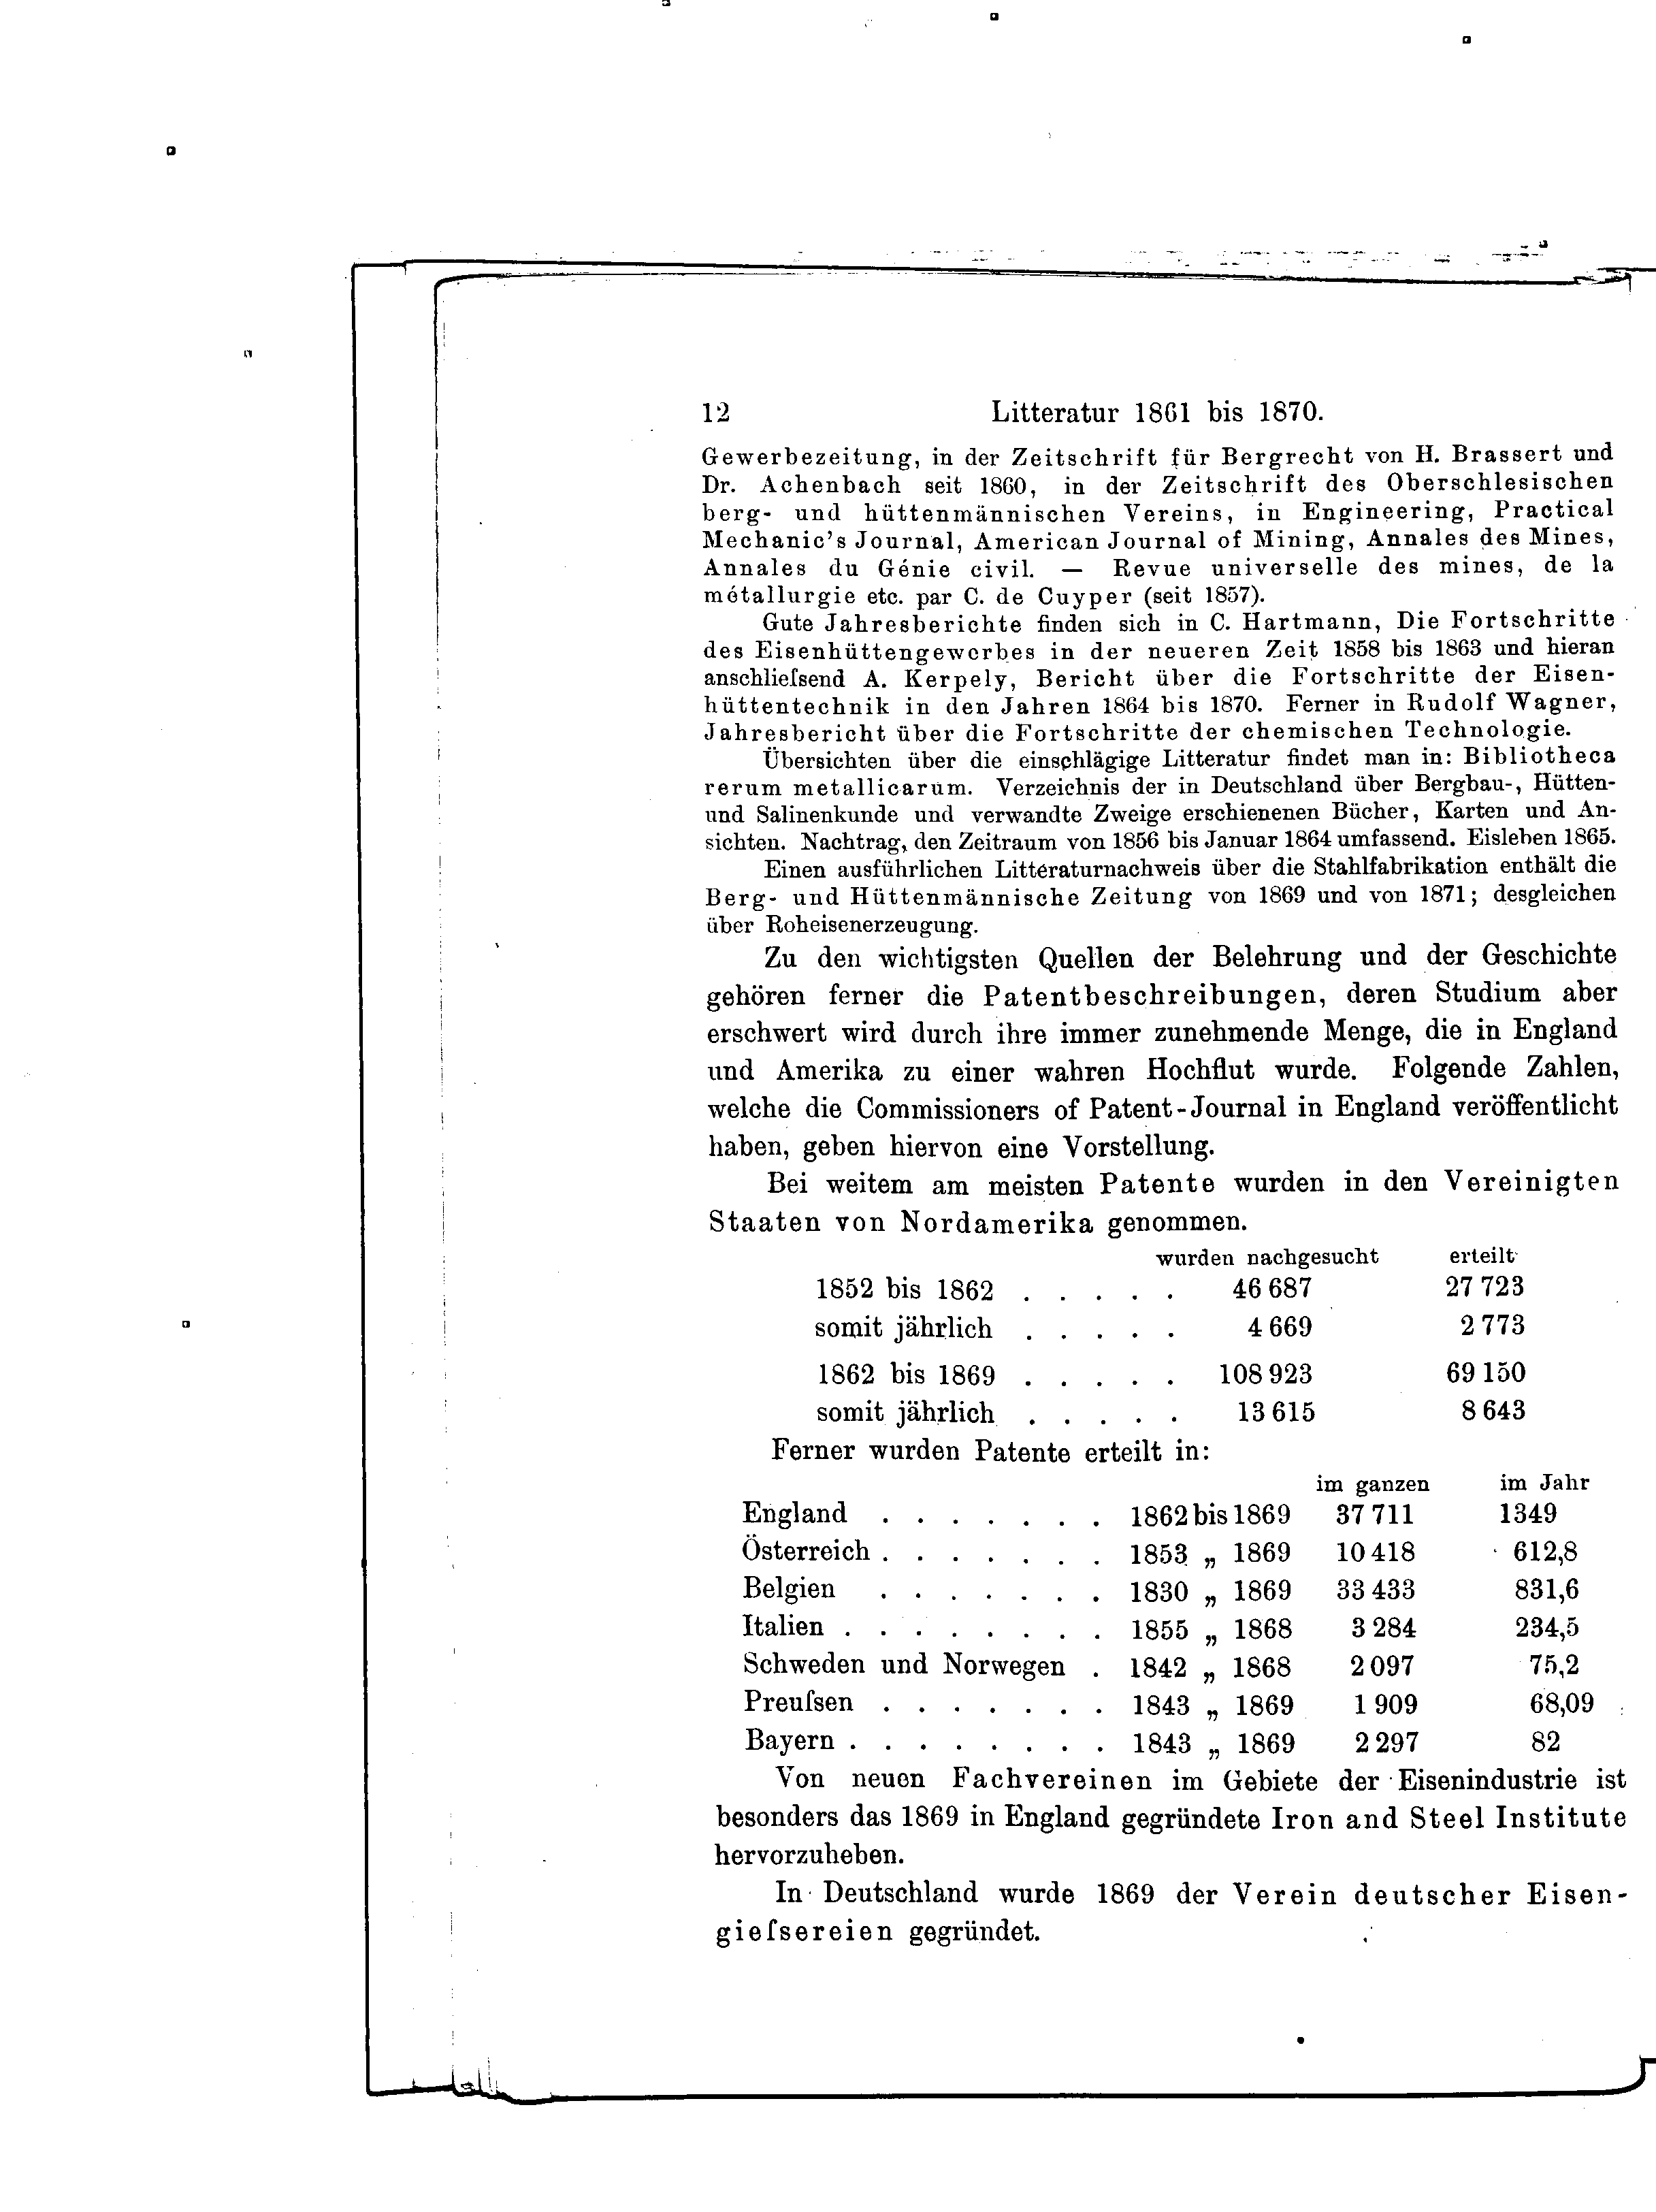 12 Litteratur 1861 bis 1870.
Gewerbezeitung, in der Zeitschrift für Bergrecht von H. Brassert und
Dr. Achenbach seit 1860, in der Zeitschrift des Oberschlesischen
berg- und hüttenmännischen Vereins, in Engineering, Practical
Mechanic's Journal, American Journal of Mining, Annales des Mines,
Annales du Génie civil. — Revue universelle des mines, de la
métallurgie etc. par C. de Cuyper (seit 1857).
Gute Jahresberichte finden sich in C. Hartmann, Die Fortschritte
des Eisenhüttengewerbes in der neueren Zeit 1858 bis 1863 und hieran
anschlieſsend A. Kerpely, Bericht über die Fortschritte der Eisen-
hüttentechnik in den Jahren 1864 bis 1870. Ferner in Rudolf Wagner,
Jahresbericht über die Fortschritte der chemischen Technologie.
Übersichten über die einschlägige Litteratur findet man in: Bibliotheca
rerum metallicarum. Verzeichnis der in Deutschland über Bergbau-, Hütten-
und Salinenkunde und verwandte Zweige erschienenen Bücher, Karten und An-
sichten. Nachtrag, den Zeitraum von 1856 bis Januar 1864 umfassend. Eisleben 1865.
Einen ausführlichen Litteraturnachweis über die Stahlfabrikation enthält die
Berg- und Hüttenmännische Zeitung von 1869 und von 1871; desgleichen
über Roheisenerzeugung.
Zu den wichtigsten Quellen der Belehrung und der Geschichte
gehören ferner die Patentbeschreibungen, deren Studium aber
erschwert wird durch ihre immer zunehmende Menge, die in England
und Amerika zu einer wahren Hochflut wurde. Folgende Zahlen,
welche die Commissioners of Patent-Journal in England veröffentlicht
haben, geben hiervon eine Vorstellung.
Bei weitem am meisten Patente wurden in den Vereinigten
Staaten von Nordamerika genommen.
wurden nachgesucht erteilt
1852 bis 1862 . . . . . 46 687 27 723
somit jährlich . . . . . 4 669 2 773
1862 bis 1869 . . . . . 108 923 69 150
somit jährlich . . . . . 13 615 8 643
Ferner wurden Patente erteilt in:
im ganzen im Jahr
England . . . . . . . 1862 bis 1869 37 711 1349
Österreich . . . . . . . 1853 „ 1869 10 418 612,8
Belgien . . . . . . . 1830 „ 1869 33 433 831,6
Italien . . . . . . . . 1855 „ 1868 3 284 234,5
Schweden und Norwegen . 1842 „ 1868 2 097 75,2
Preuſsen . . . . . . . 1843 „ 1869 1 909 68,09
Bayern . . . . . . . . 1843 „ 1869 2 297 82
Von neuen Fachvereinen im Gebiete der Eisenindustrie ist
besonders das 1869 in England gegründete Iron and Steel Institute
hervorzuheben.
In Deutschland wurde 1869 der Verein deutscher Eisen-
gieſsereien gegründet.